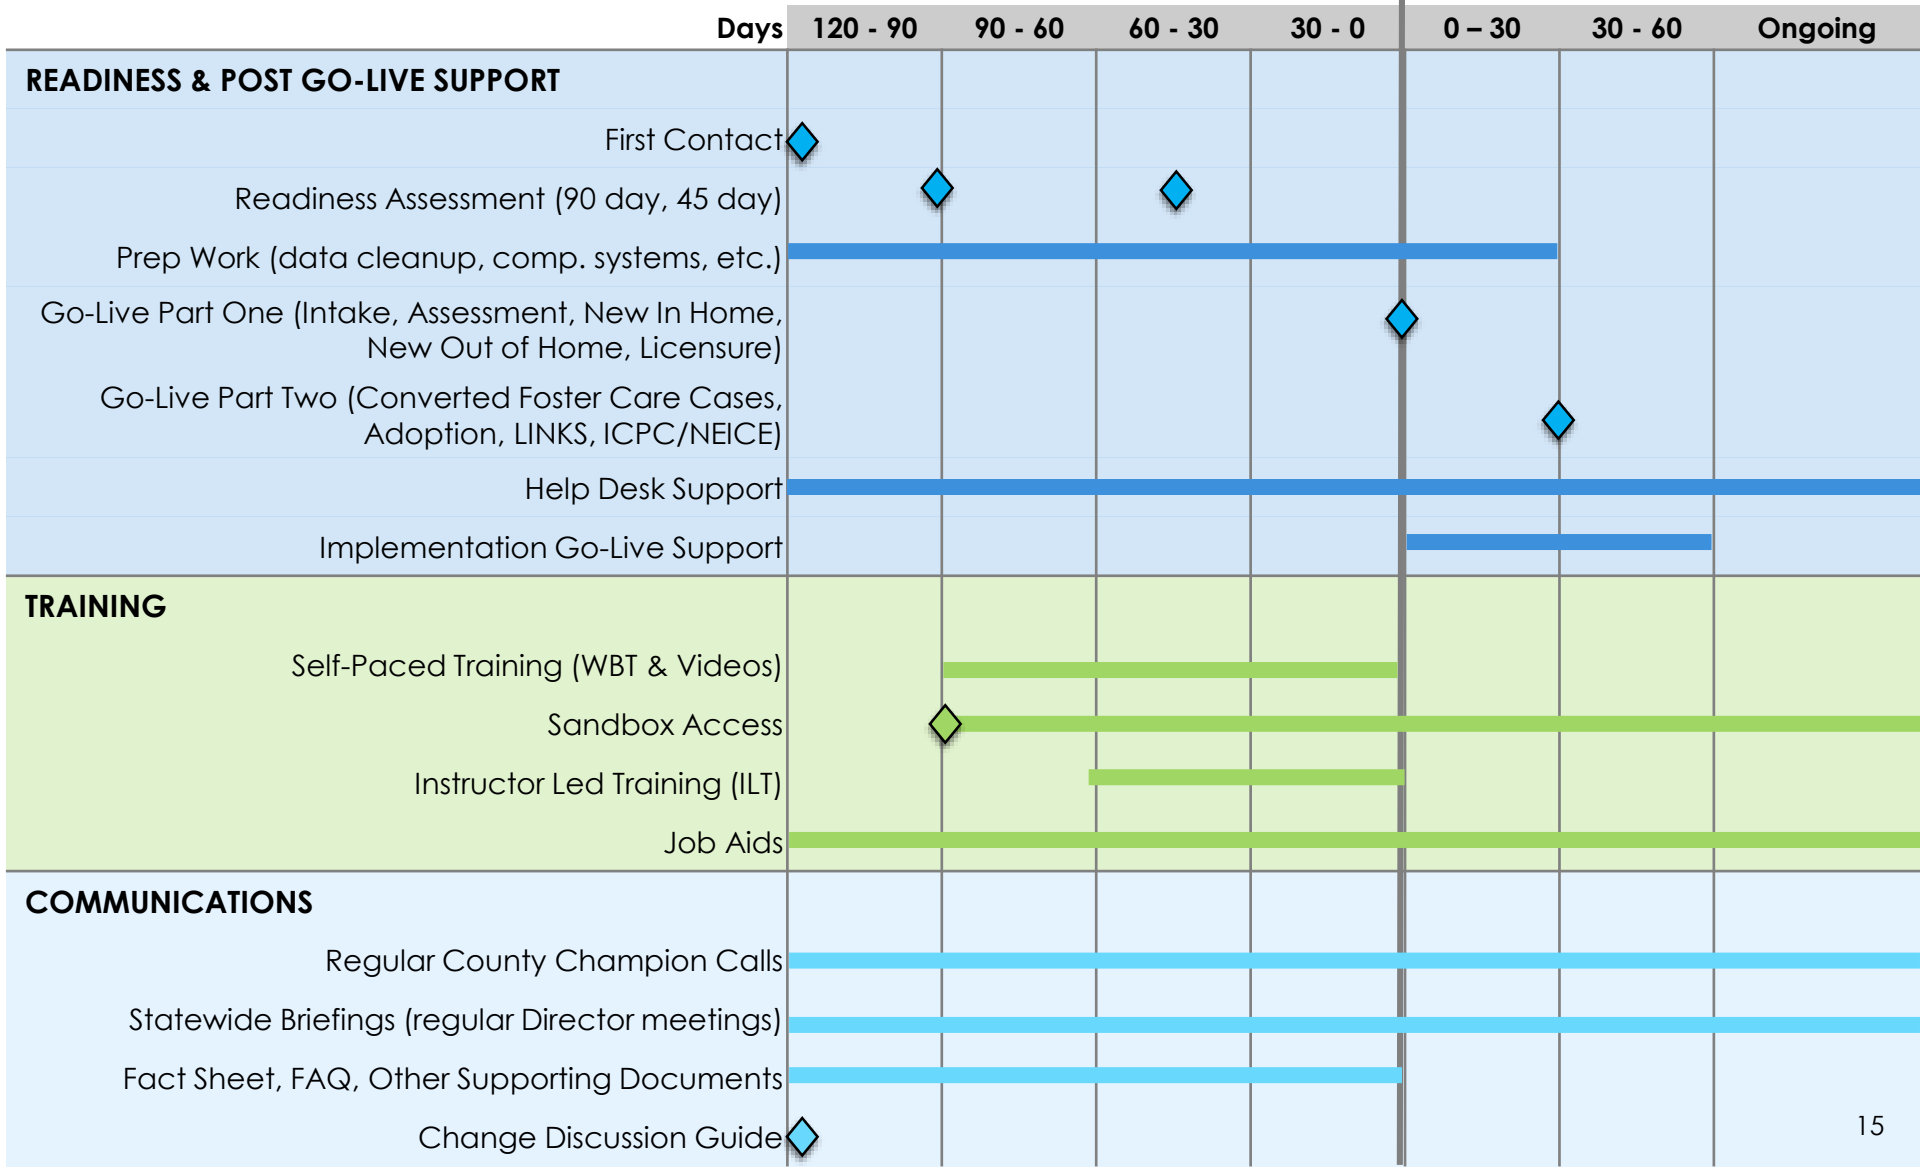 Days 120 - 90 90 - 60 60 - 30 30 - 0 0 – 30 30 - 60 Ongoing
READINESS & POST GO-LIVE SUPPORT
First Contact
Readiness Assessment (90 day, 45 day)
Prep Work (data cleanup, comp. systems, etc.)
Go-Live Part One (Intake, Assessment, New In Home,
New Out of Home, Licensure)
Go-Live Part Two (Converted Foster Care Cases,
Adoption, LINKS, ICPC/NEICE)
Help Desk Support
Implementation Go-Live Support
TRAINING
Self-Paced Training (WBT & Videos)
Sandbox Access
Instructor Led Training (ILT)
Job Aids
COMMUNICATIONS
Regular County Champion Calls
Statewide Briefings (regular Director meetings)
Fact Sheet, FAQ, Other Supporting Documents
Change Discussion Guide
15